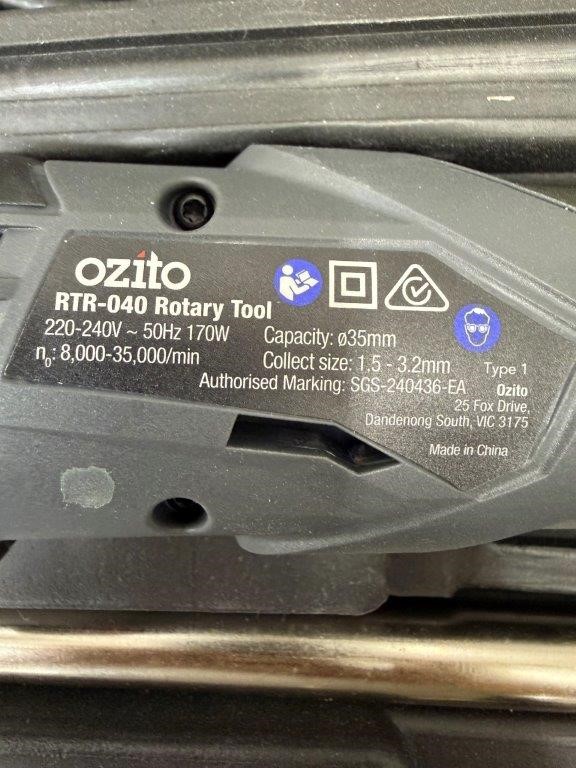 ozito
RTR-040 Rotary Tool
220-240V ~ 50Hz 170W
n₀: 8,000-35,000/min
Capacity: ø35mm
Collect size: 1.5 - 3.2mm
Authorised Marking: SGS-240436-EA
Type 1
Ozito
25 Fox Drive,
Dandenong South, VIC 3175
Made in China